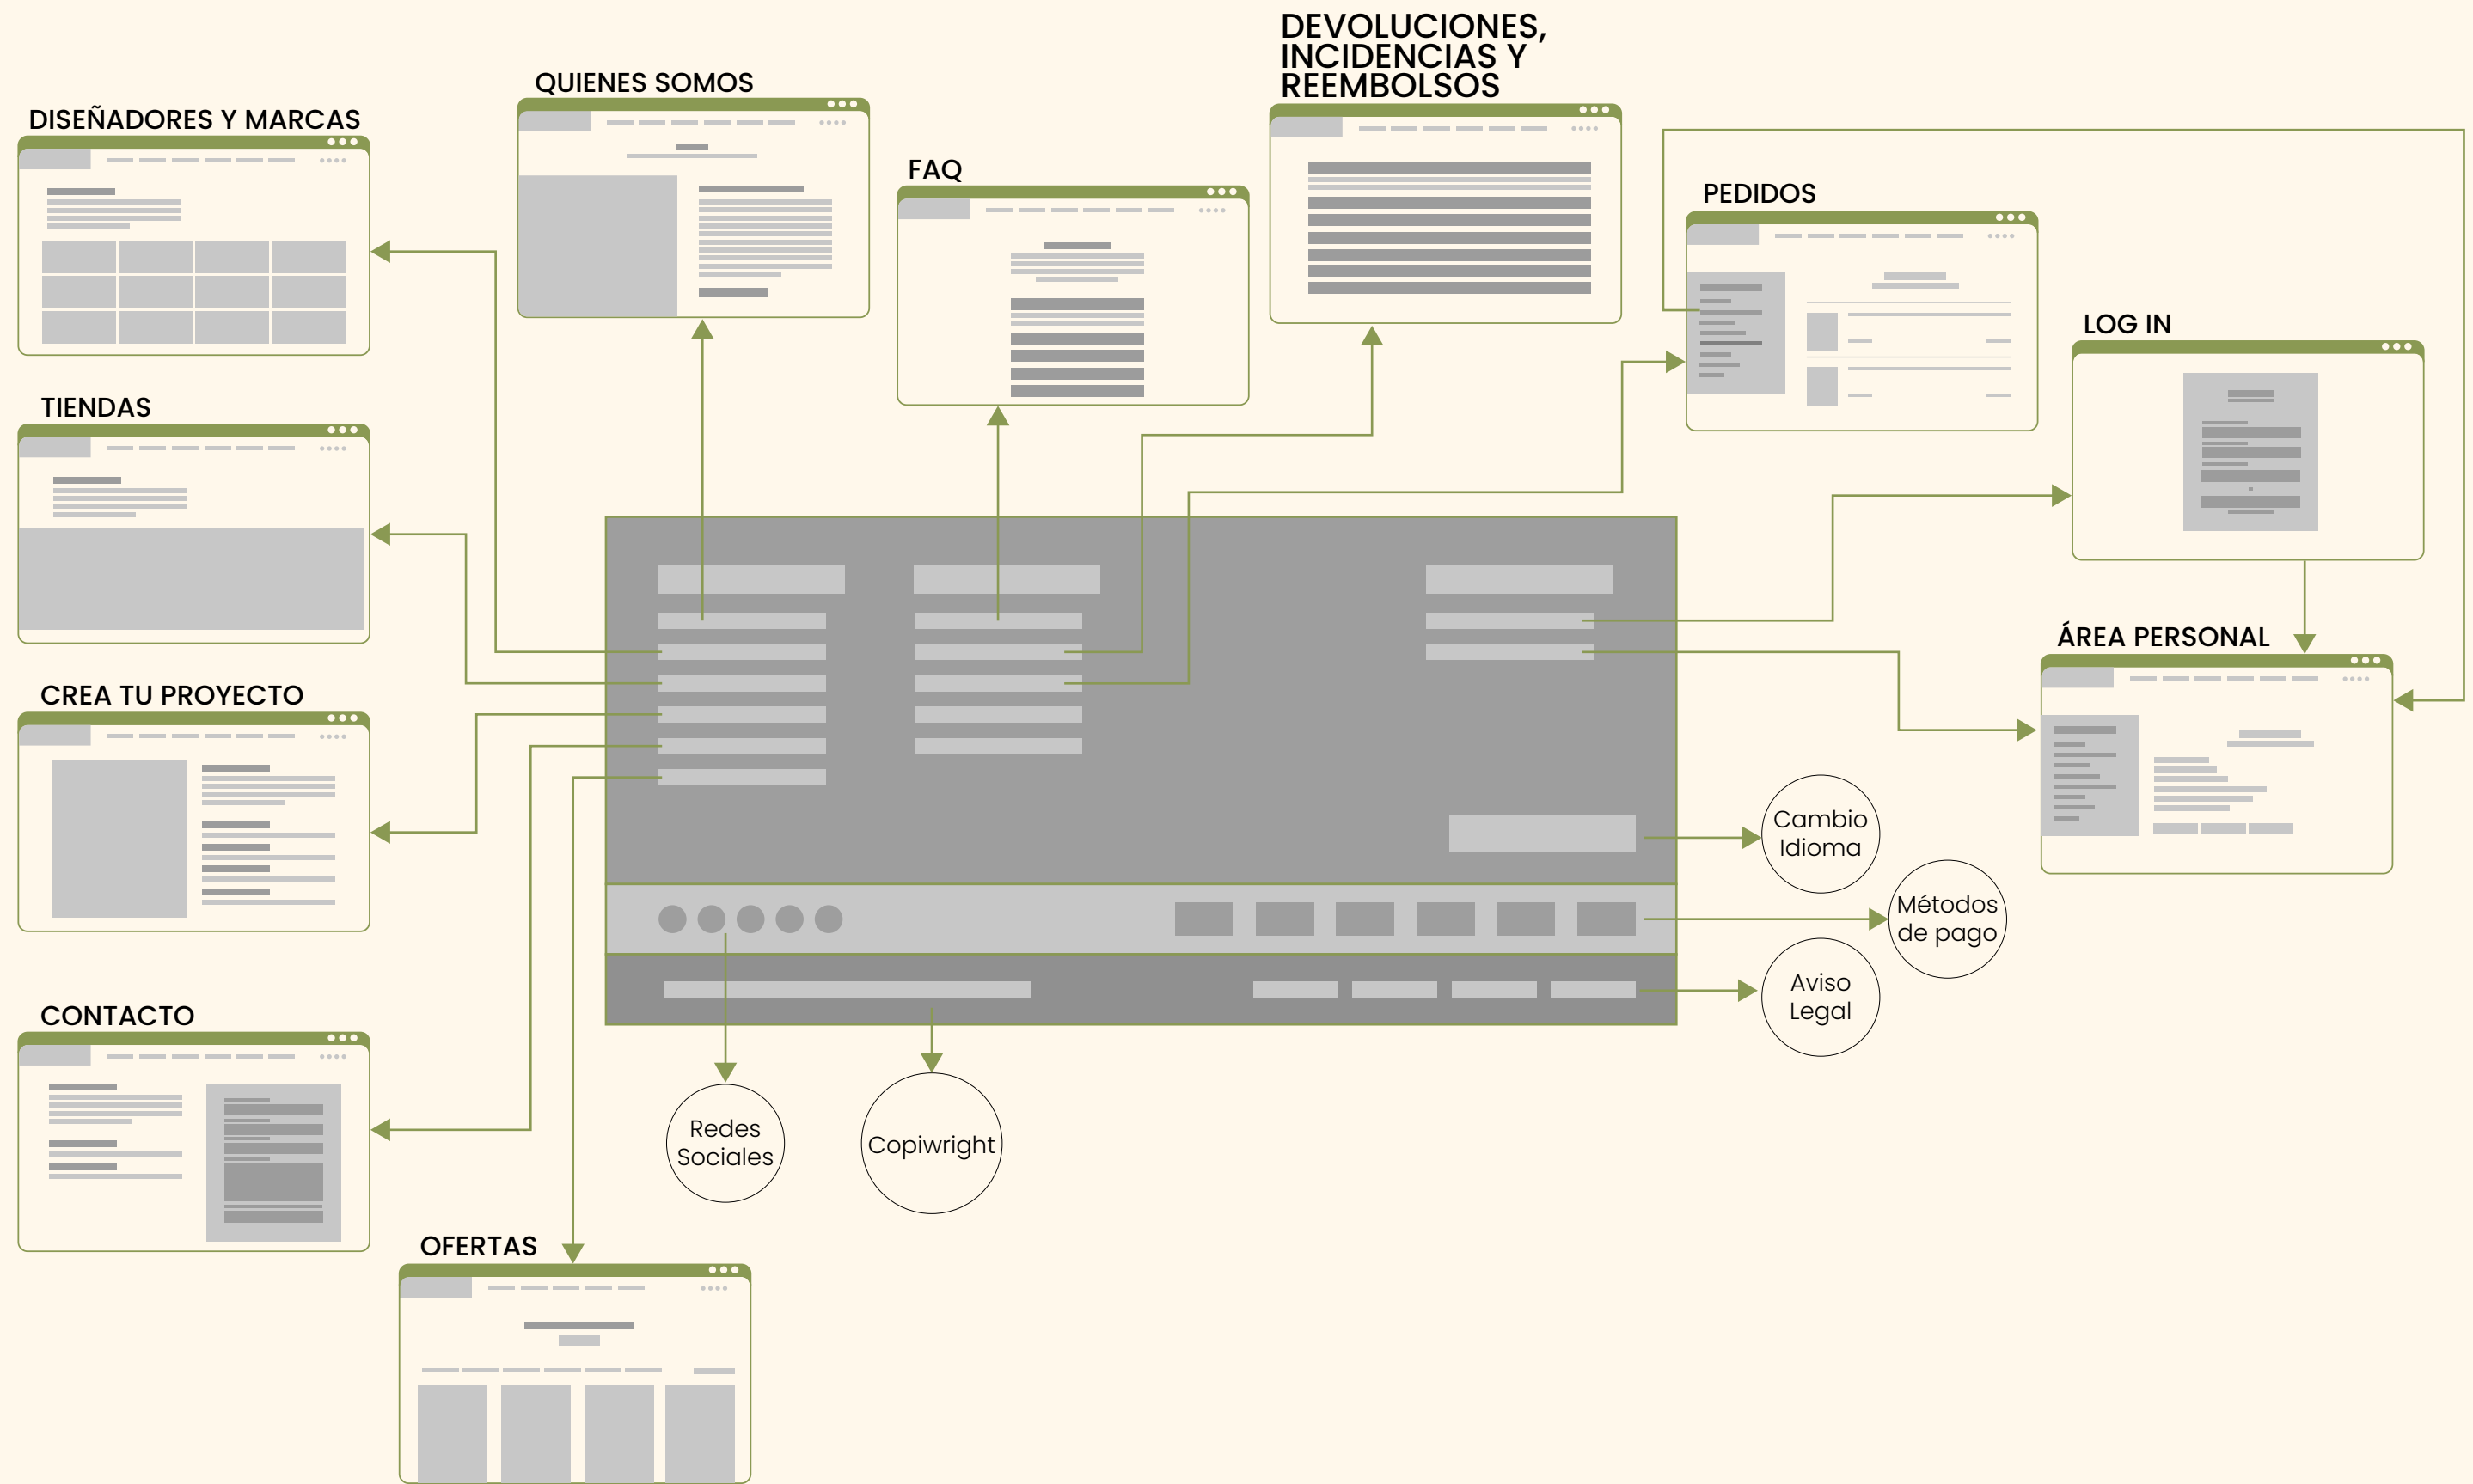 DEVOLUCIONES,
INCIDENCIAS Y
REEMBOLSOS
QUIENES SOMOS
DISEÑADORES Y MARCAS
FAQ
PEDIDOS
LOG IN
TIENDAS
ÁREA PERSONAL
CREA TU PROYECTO
Cambio
Idioma
Métodos
de pago
Aviso
Legal
CONTACTO
Redes
Sociales
Copiwright
OFERTAS